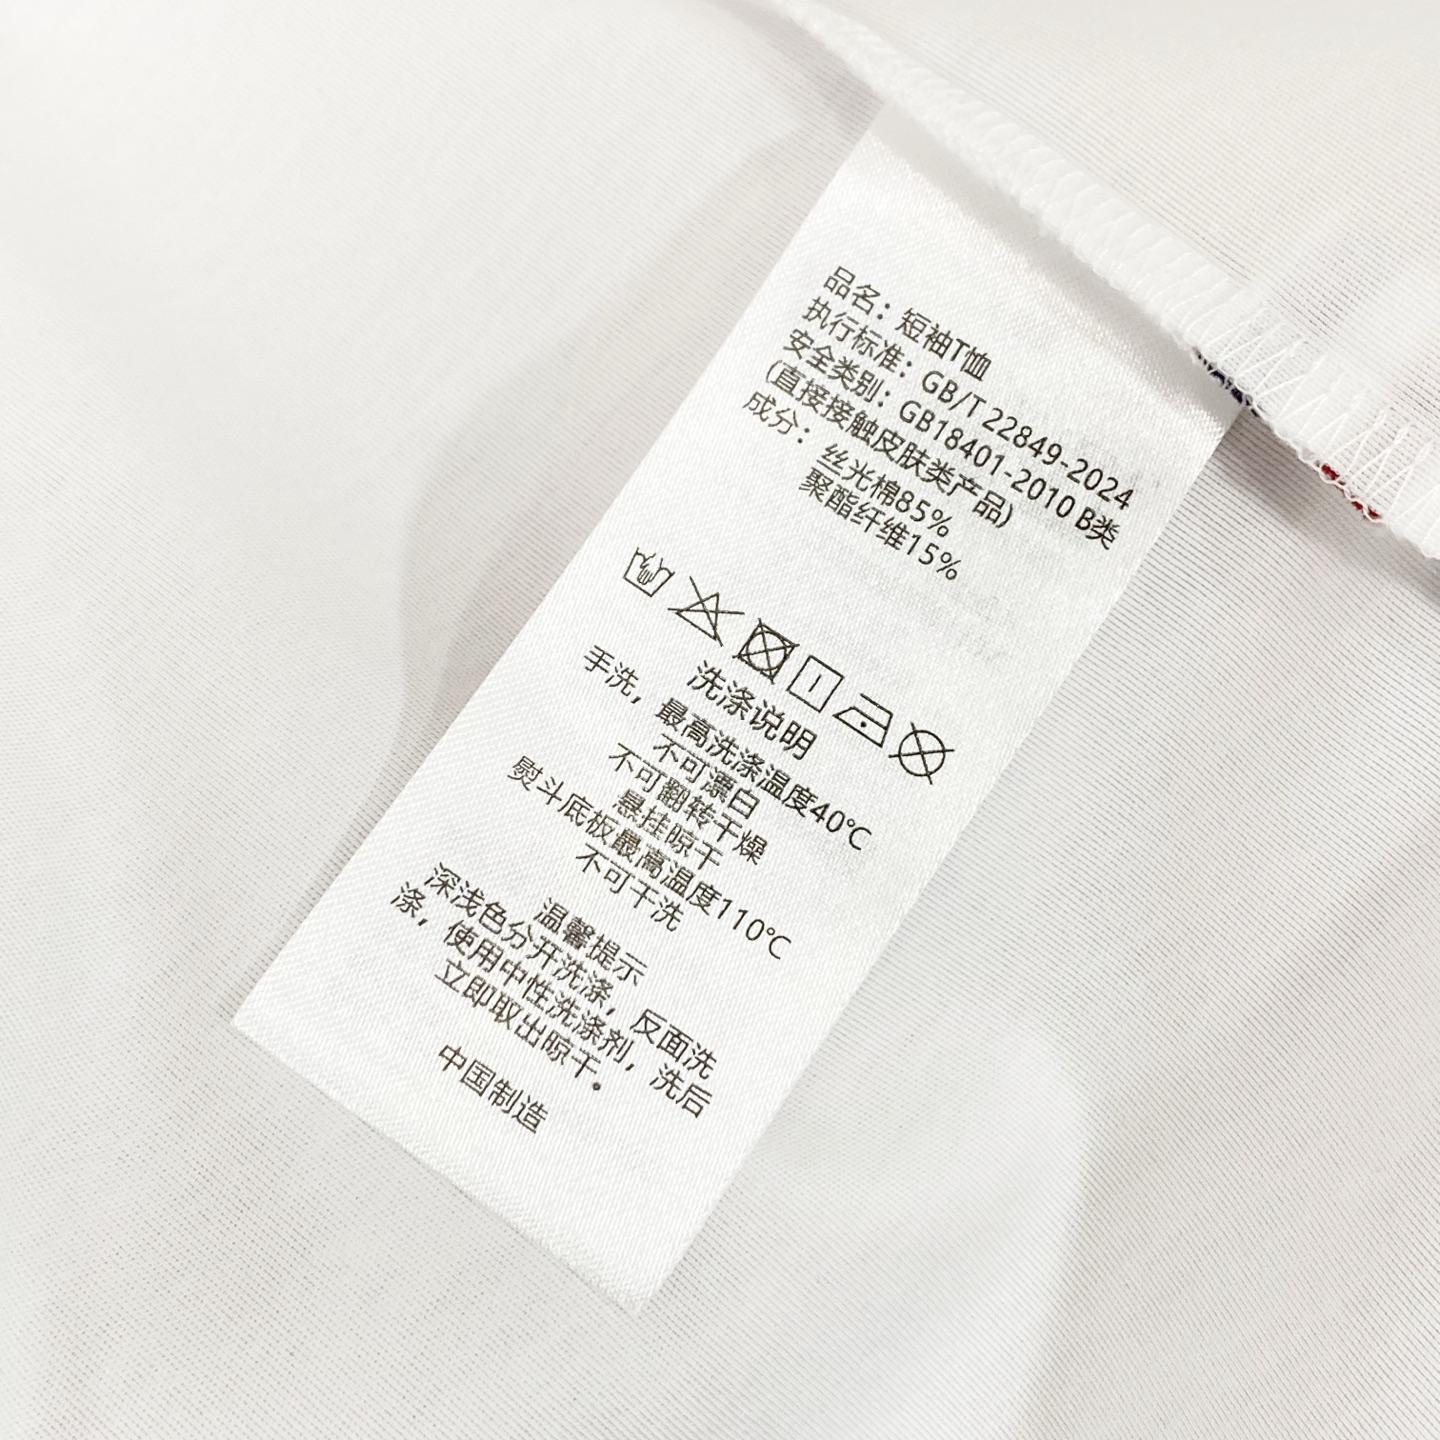 品名：短袖T恤
执行标准：GB/T 22849-2024
安全类别：GB18401-2010 B类
(直接接触皮肤类产品)
成分：丝光棉85%
聚酯纤维15%
洗涤说明
手洗，最高洗涤温度40℃
不可漂白
不可翻转干燥
悬挂晾干
熨斗底板最高温度110℃
不可干洗
温馨提示
深浅色分开洗涤，反面洗
涤，使用中性洗涤剂，洗后
立即取出晾干。
中国制造